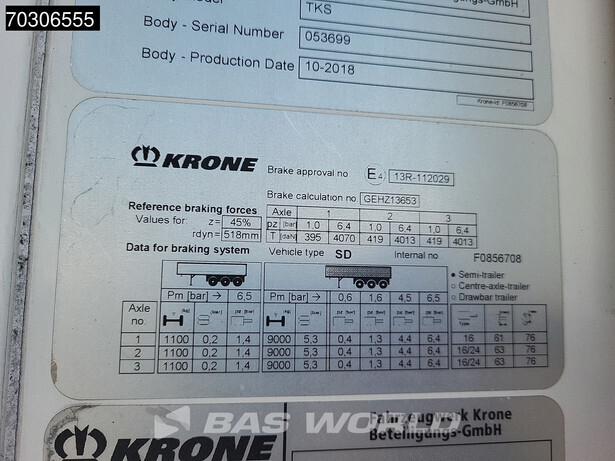 70306555
TKS
Body - Serial Number 053699
Body - Production Date 10-2018
Krone-Id: F0856708
KRONE
Brake approval no E4 13R-112029
Brake calculation no. GEHZ13653
Reference braking forces
Values for: z= 45%
rdyn= 518mm
Axle 1 2 3
pz [bar] 1,0 6,4 1,0 6,4 1,0 6,4
T [daN] 395 4070 419 4013 419 4013
Data for braking system Vehicle type SD Internal no F0856708
Semi-trailer
Centre-axle-trailer
Drawbar trailer
Pm [bar] → 6,5 Pm [bar] → 0,6 1,6 4,5 6,5
Axle no.
1 1100 0,2 1,4 9000 5,3 0,4 1,3 4,4 6,4 16 61 76
2 1100 0,2 1,4 9000 5,3 0,4 1,3 4,4 6,4 16/24 63 76
3 1100 0,2 1,4 9000 5,3 0,4 1,3 4,4 6,4 16/24 63 76
BAS WORLD
KRONE
Fahrzeugwerk Krone
Beteiligungs-GmbH